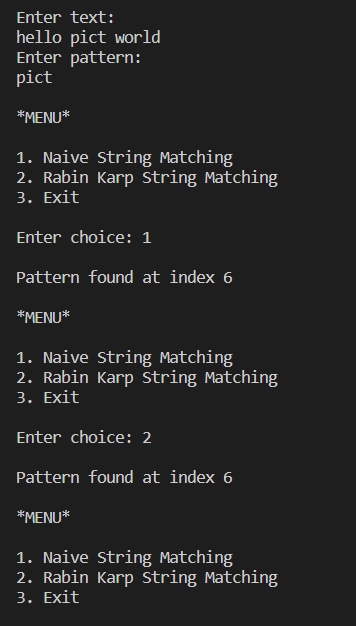 Enter text:
hello pict world
Enter pattern:
pict
*MENU*
1. Naive String Matching
2. Rabin Karp String Matching
3. Exit
Enter choice: 1
Pattern found at index 6
*MENU*
1. Naive String Matching
2. Rabin Karp String Matching
3. Exit
Enter choice: 2
Pattern found at index 6
*MENU*
1. Naive String Matching
2. Rabin Karp String Matching
3. Exit